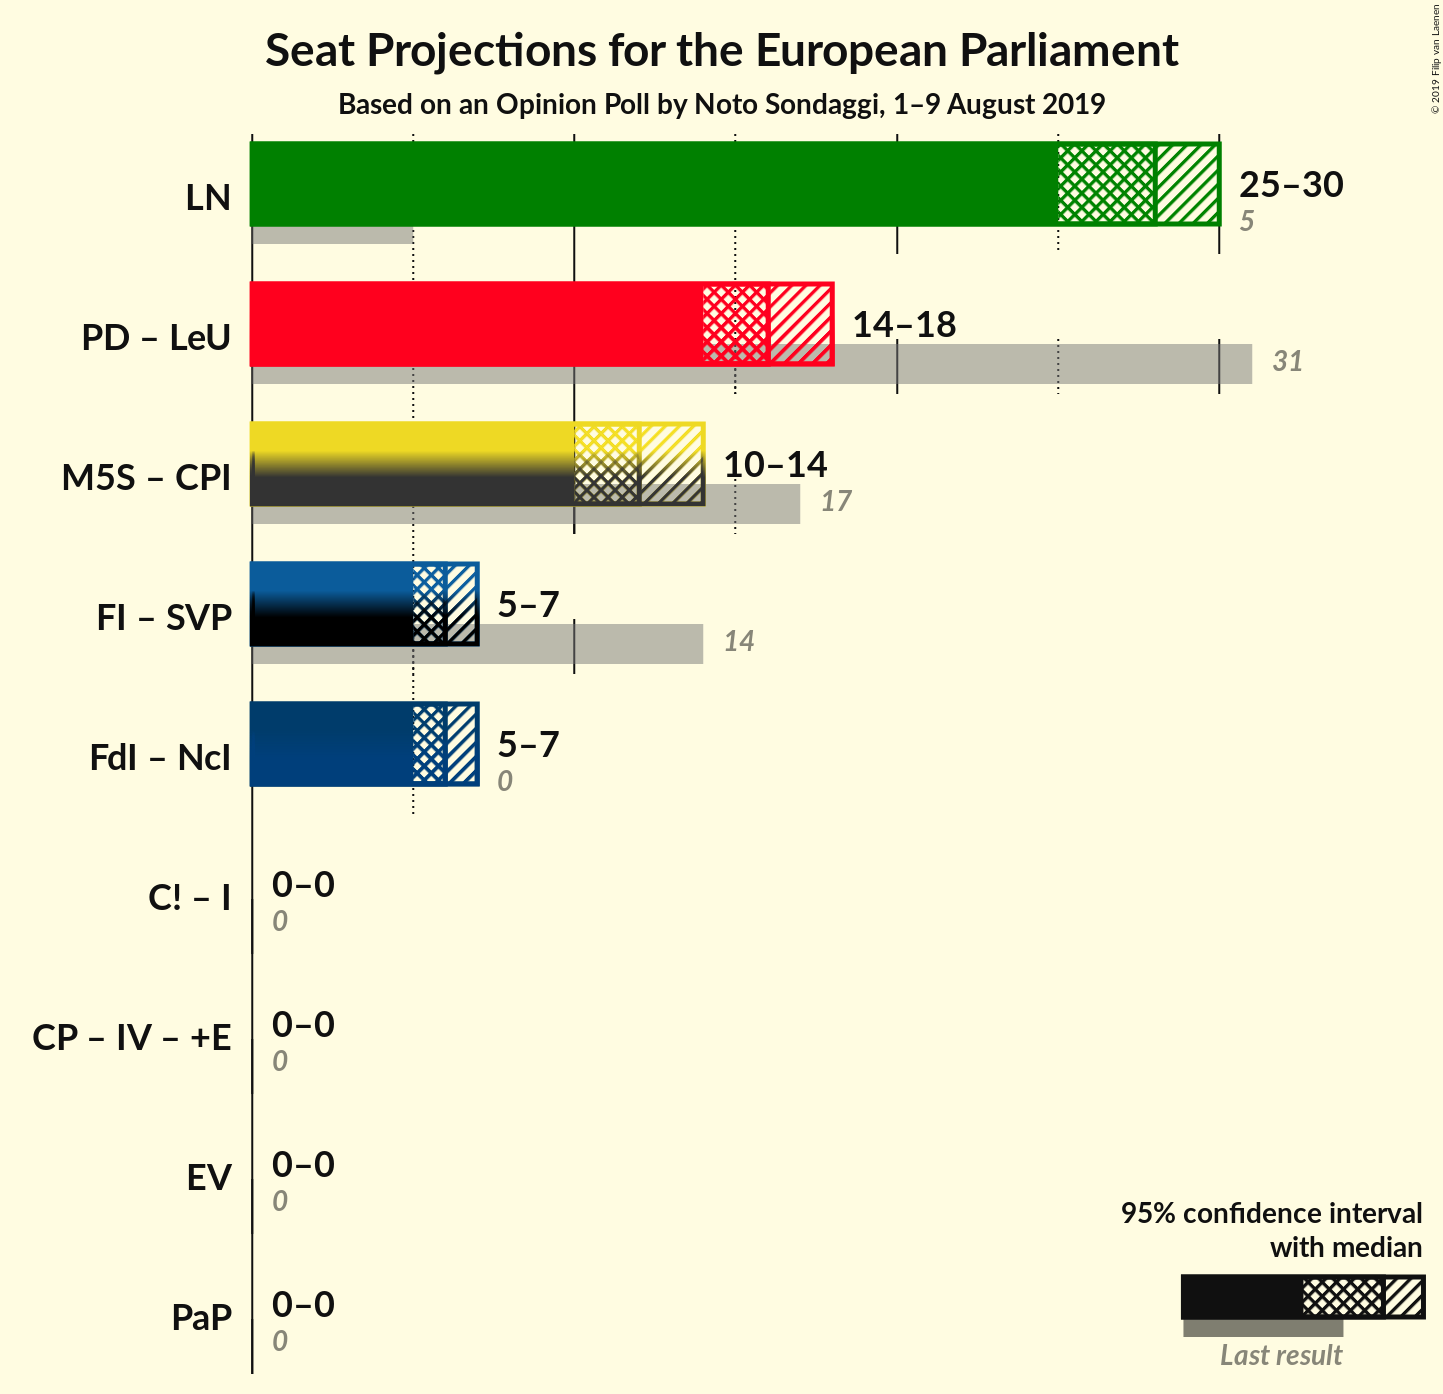 Seat Projections for the European Parliament
Based on an Opinion Poll by Noto Sondaggi, 1–9 August 2019
© 2019 Filip van Laenen
LN
25–30
5
PD – LeU
14–18
31
M5S – CPI
10–14
17
FI – SVP
5–7
14
FdI – NcI
5–7
0
C! – I
0–0
0
CP – IV – +E
0–0
0
EV
0–0
0
PaP
0–0
0
95% confidence interval
with median
Last result